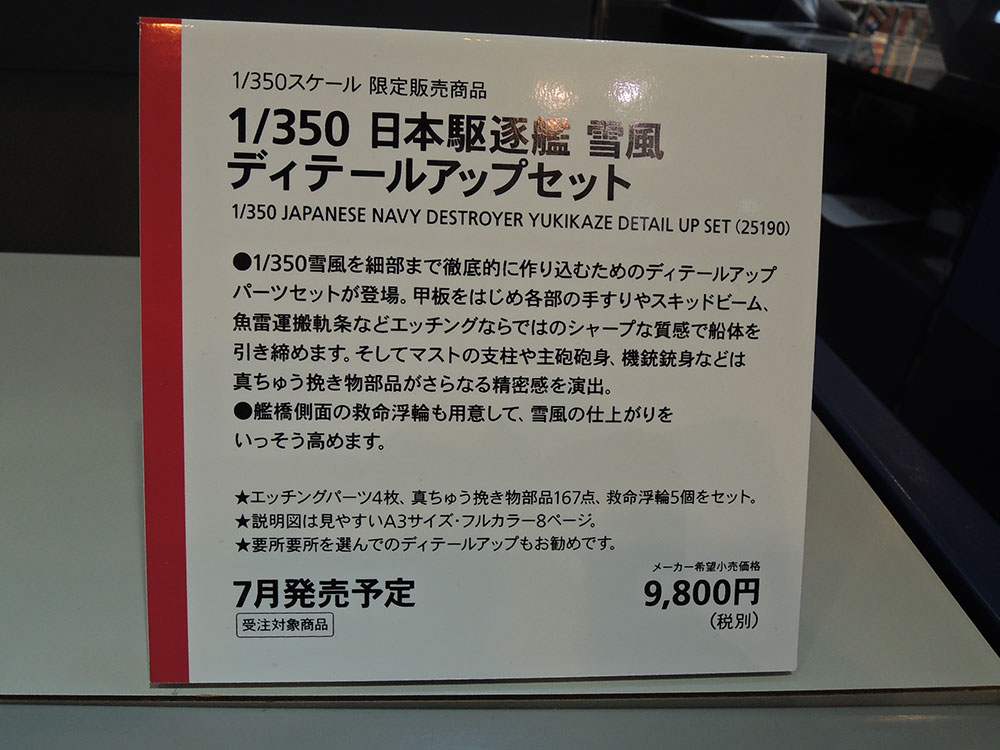 1/350スケール 限定販売商品
1/350 日本駆逐艦 雪風
ディテールアップセット
1/350 JAPANESE NAVY DESTROYER YUKIKAZE DETAIL UP SET (25190)
●1/350雪風を細部まで徹底的に作り込むためのディテールアップ
パーツセットが登場。甲板をはじめ各部の手すりやスキッドビーム、
魚雷運搬軌条などエッチングならではのシャープな質感で船体を
引き締めます。そしてマストの支柱や主砲砲身、機銃銃身などは
真ちゅう挽き物部品がさらなる精密感を演出。
●艦橋側面の救命浮輪も用意して、雪風の仕上がりを
いっそう高めます。
★エッチングパーツ4枚、真ちゅう挽き物部品167点、救命浮輪5個をセット。
★説明図は見やすいA3サイズ・フルカラー8ページ。
★要所要所を選んでのディテールアップもお勧めです。
7月発売予定
受注対象商品
メーカー希望小売価格
9,800円
(税別)